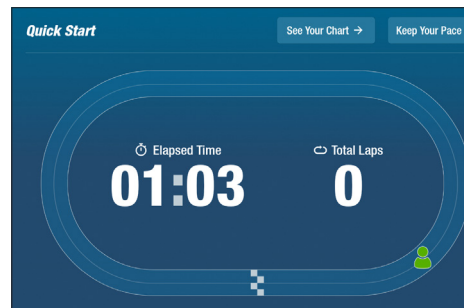 Quick Start
See Your Chart →
Keep Your Pace
Elapsed Time
Total Laps
01:03
0